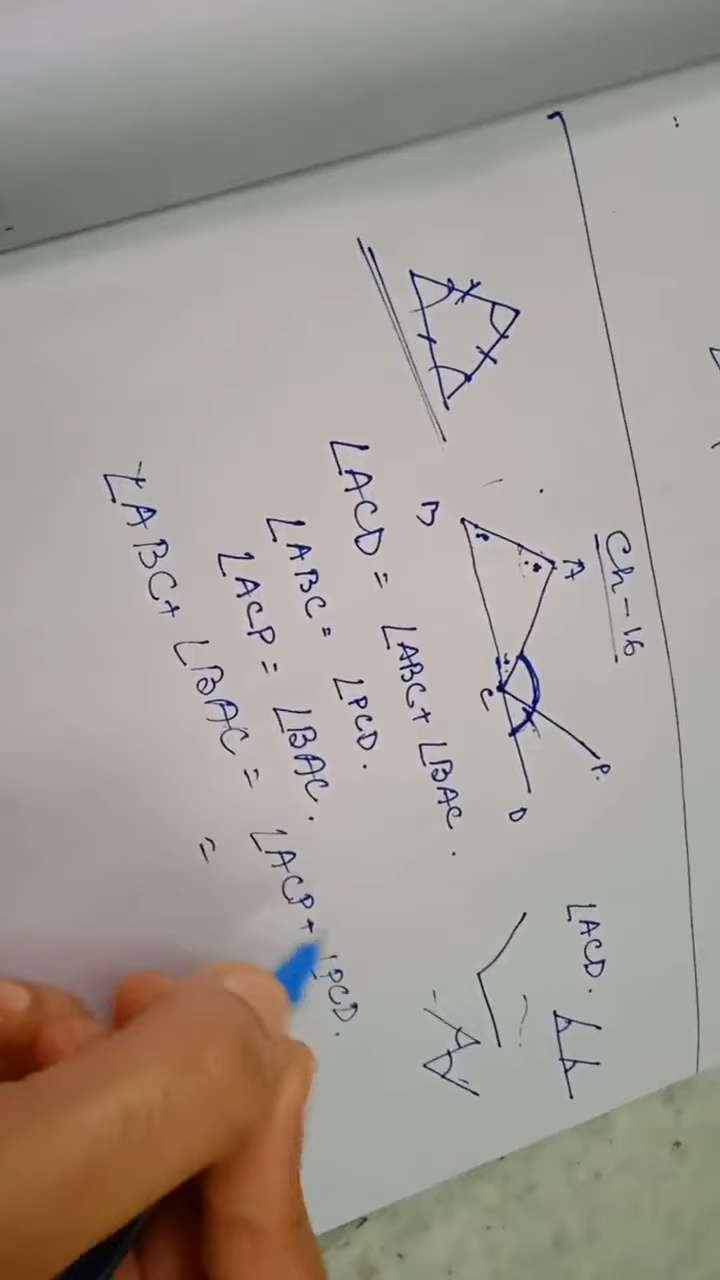 Ch-16
A
B
C
P.
D
∠ACD.
∠ACD = ∠ABC + ∠BAC.
∠ABC = ∠PCD.
∠ACP = ∠BAC.
∠ABC + ∠BAC = ∠ACP + ∠PCD.
=